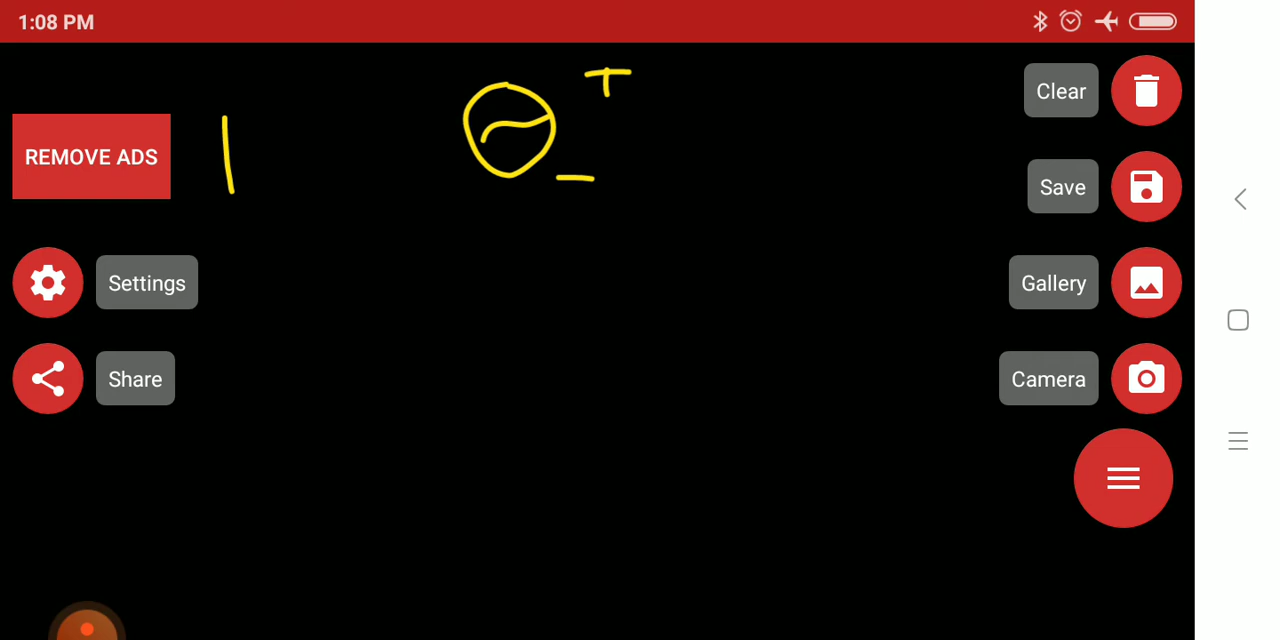 1:08 PM
Clear
REMOVE ADS
Save
Settings
Gallery
Share
Camera